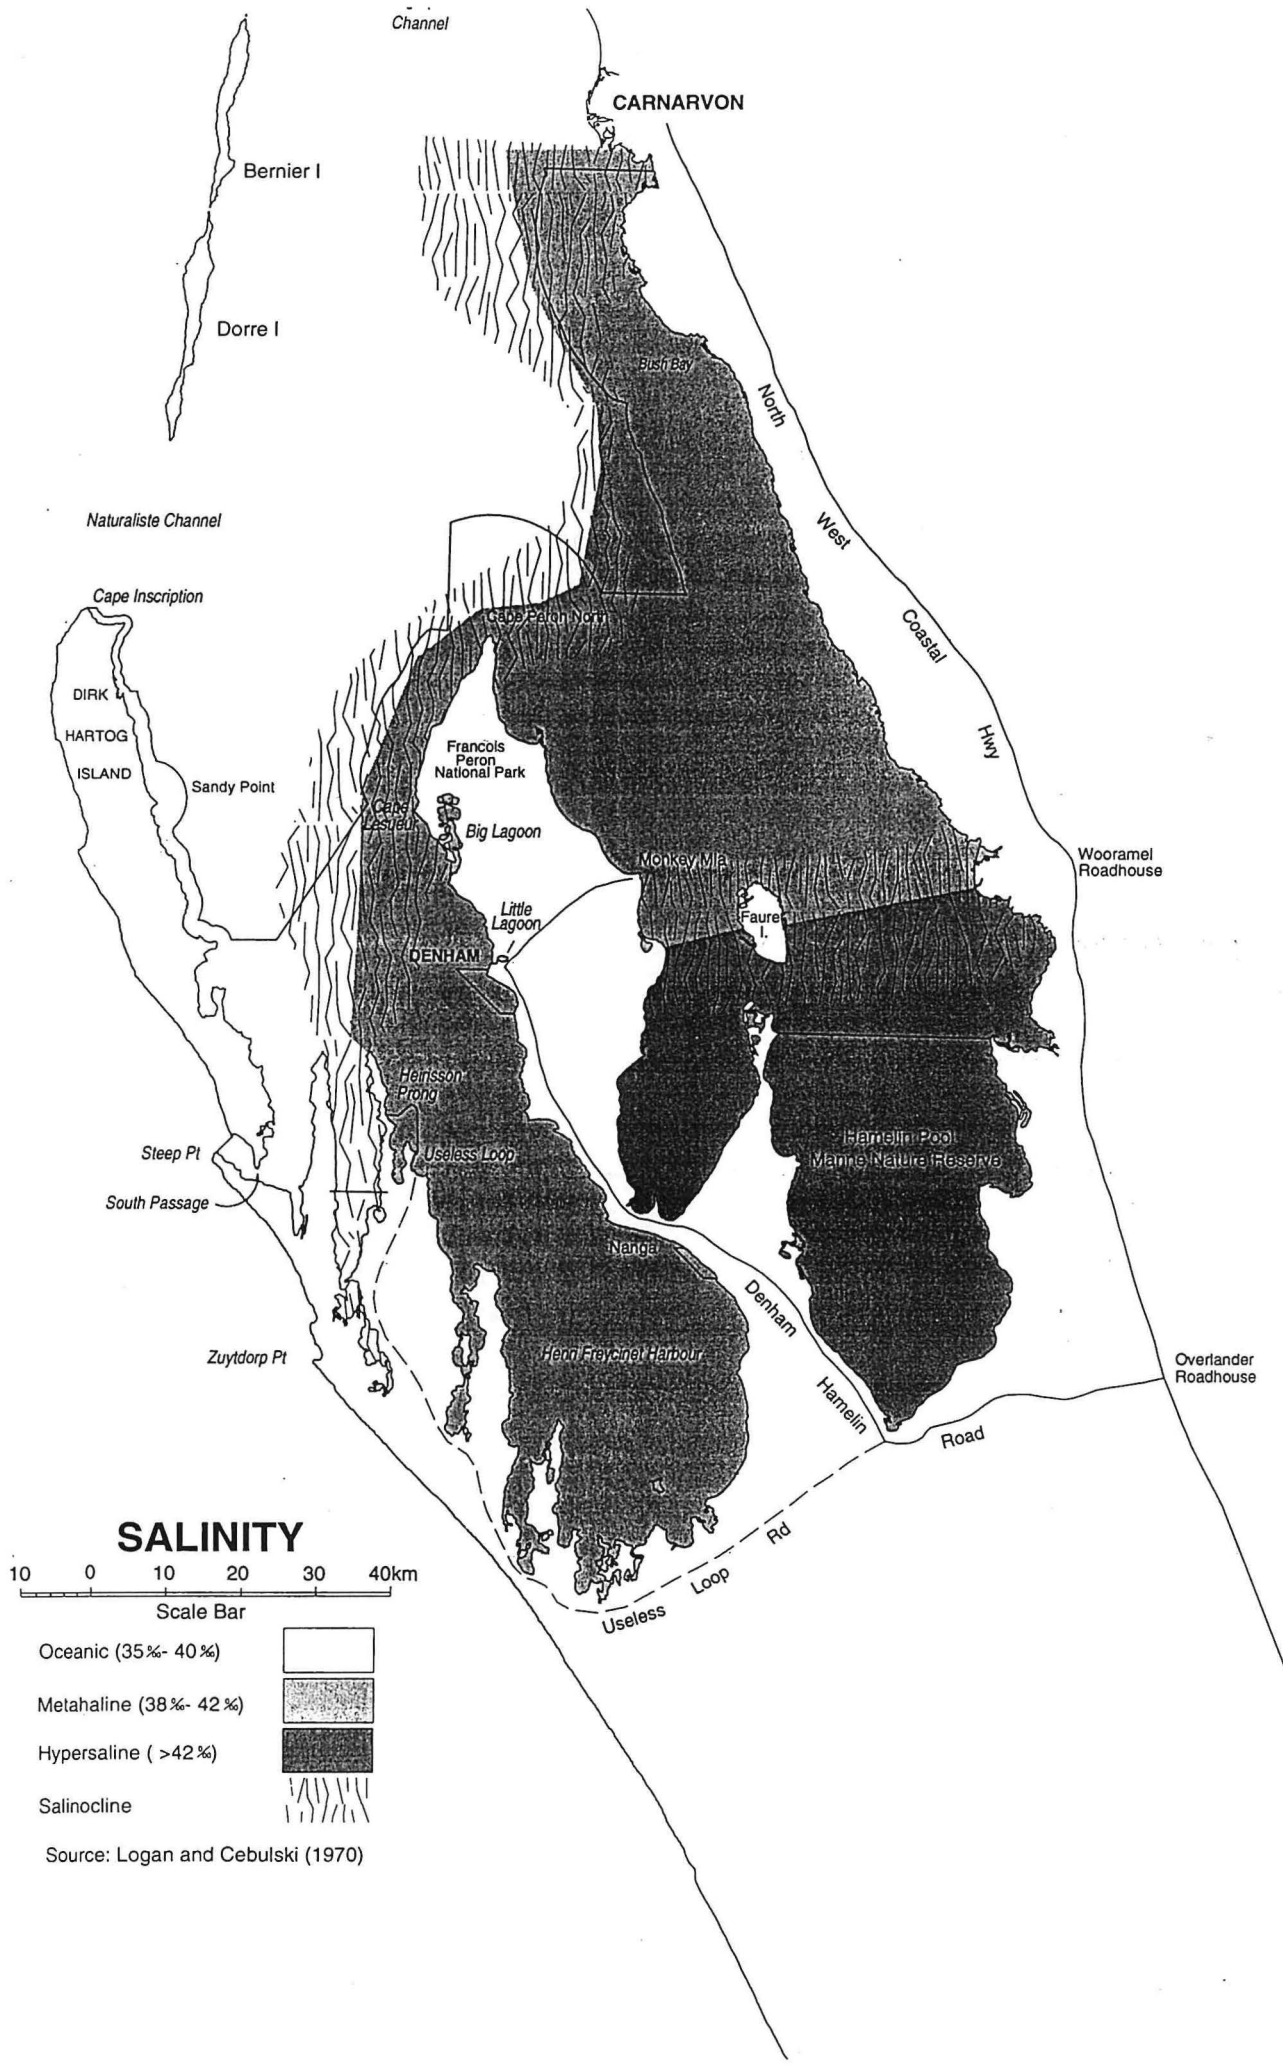 Channel
CARNARVON
Bernier I
Dorre I
Bush Bay
North
West
Coastal
Hwy
Naturaliste Channel
Cape Inscription
Cape Peron North
DIRK
HARTOG
ISLAND
Sandy Point
Francois
Peron
National Park
Cape
Lesueur
Big Lagoon
Monkey Mia
Wooramel
Roadhouse
Little
Lagoon
Faure
I.
DENHAM
Heirisson
Prong
Useless Loop
Hamelin Pool
Marine Nature Reserve
Steep Pt
South Passage
Nanga
Denham
Hamelin
Road
Zuytdorp Pt
Henri Freycinet Harbour
Overlander
Roadhouse
Useless
Loop
Rd
SALINITY
10 0 10 20 30 40km
Scale Bar
Oceanic (35‰- 40‰)
Metahaline (38‰- 42‰)
Hypersaline ( >42‰)
Salinocline
Source: Logan and Cebulski (1970)